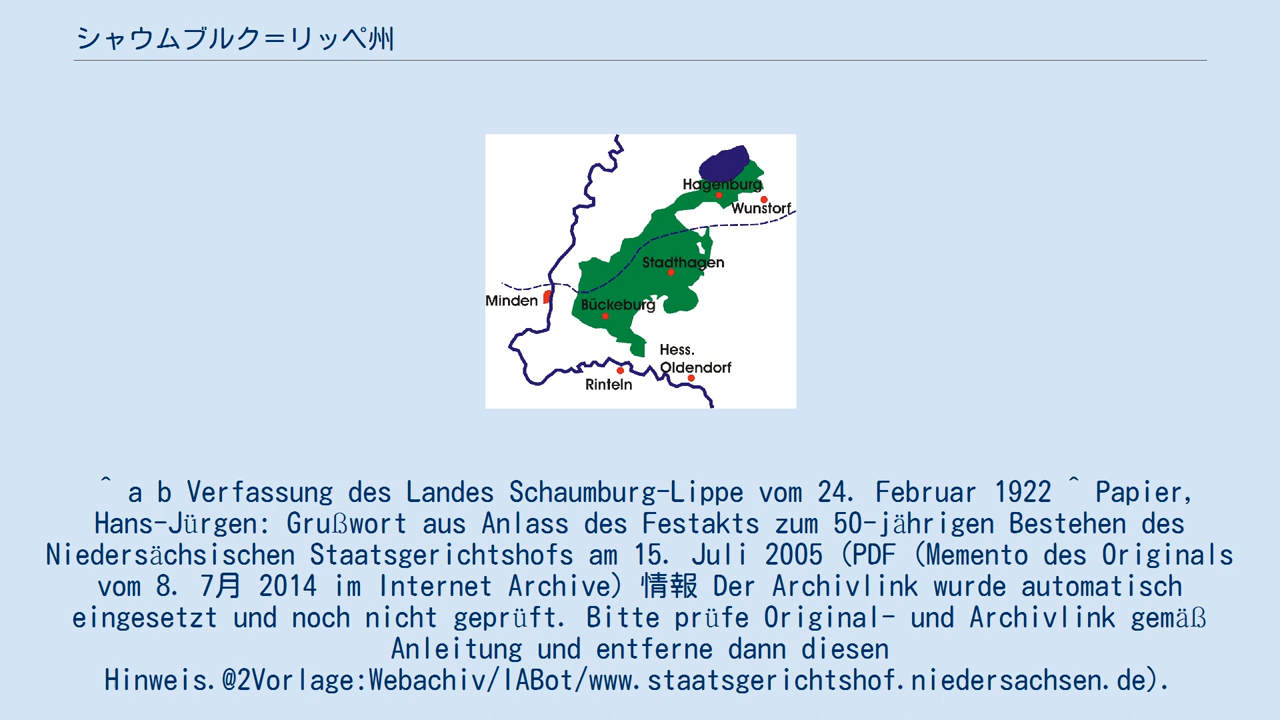 シャウムブルク=リッペ州
Hagenburg
Wunstorf
Stadthagen
Minden
Bückeburg
Hess.
Oldendorf
Rinteln
^ a b Verfassung des Landes Schaumburg-Lippe vom 24. Februar 1922 ^ Papier,
Hans-Jürgen: Grußwort aus Anlass des Festakts zum 50-jährigen Bestehen des
Niedersächsischen Staatsgerichtshofs am 15. Juli 2005 (PDF (Memento des Originals
vom 8. 7月 2014 im Internet Archive) 情報 Der Archivlink wurde automatisch
eingesetzt und noch nicht geprüft. Bitte prüfe Original- und Archivlink gemäß
Anleitung und entferne dann diesen
Hinweis.@2Vorlage:Webachiv/IABot/www.staatsgerichtshof.niedersachsen.de).